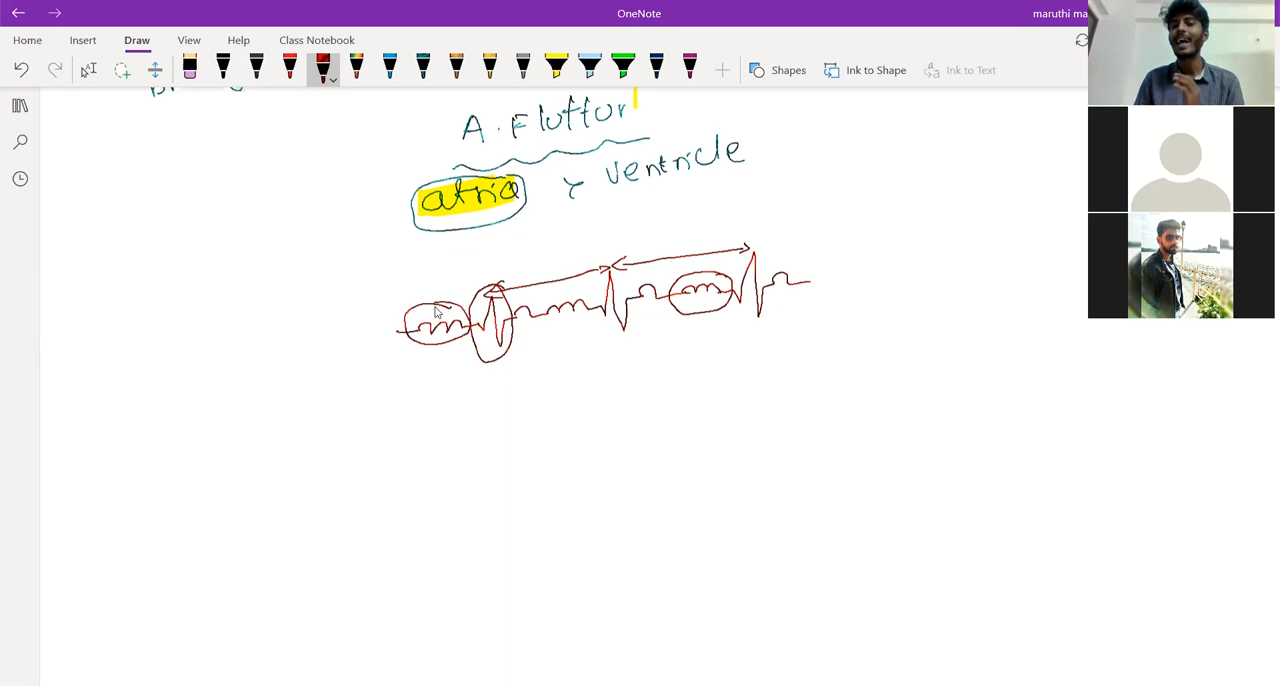 OneNote
maruthi ma
Home Insert Draw View Help Class Notebook
Shapes Ink to Shape Ink to Text
A. Fluttur
atria ventricle